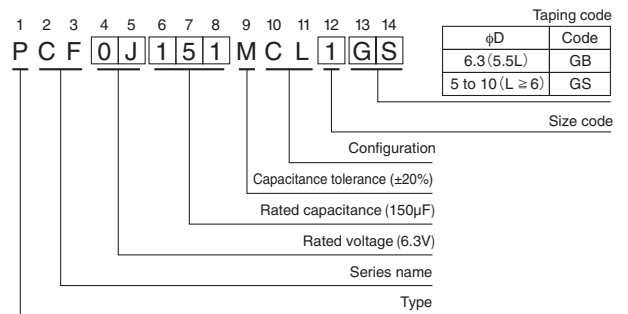 1 2 3 4 5 6 7 8 9 10 11 12 13 14
P C F 0 J 1 5 1 M C L 1 G S
Taping code
φD Code
6.3(5.5L) GB
5 to 10(L ≧ 6) GS
Size code
Configuration
Capacitance tolerance (±20%)
Rated capacitance (150µF)
Rated voltage (6.3V)
Series name
Type